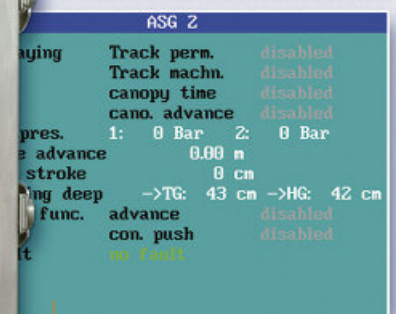 ASG 2
aying Track perm. disabled
Track machn. disabled
canopy time disabled
cano. advance disabled
pres. 1: 0 Bar 2: 0 Bar
e advance 0.00 m
stroke 0 cm
ng deep ->TG: 43 cm ->HG: 42 cm
func. advance disabled
con. push disabled
lt no fault